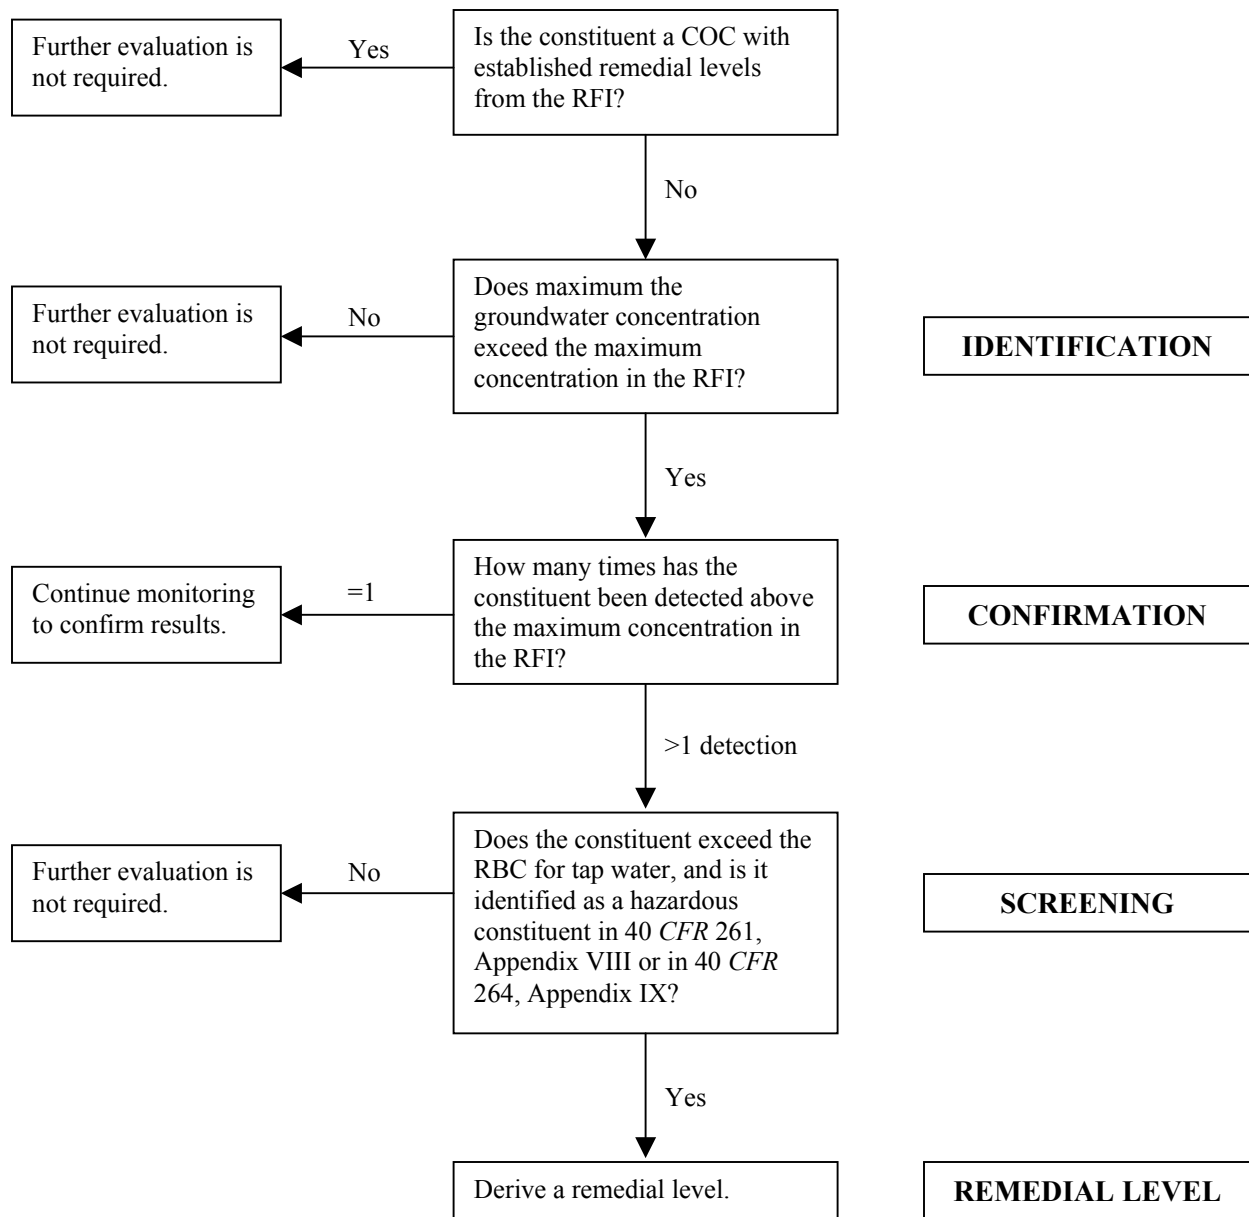 Further evaluation is
not required.
Yes
Is the constituent a COC with
established remedial levels
from the RFI?
No
Further evaluation is
not required.
No
Does maximum the
groundwater concentration
exceed the maximum
concentration in the RFI?
IDENTIFICATION
Yes
Continue monitoring
to confirm results.
=1
How many times has the
constituent been detected above
the maximum concentration in
the RFI?
CONFIRMATION
>1 detection
Further evaluation is
not required.
No
Does the constituent exceed the
RBC for tap water, and is it
identified as a hazardous
constituent in 40 CFR 261,
Appendix VIII or in 40 CFR
264, Appendix IX?
SCREENING
Yes
Derive a remedial level.
REMEDIAL LEVEL